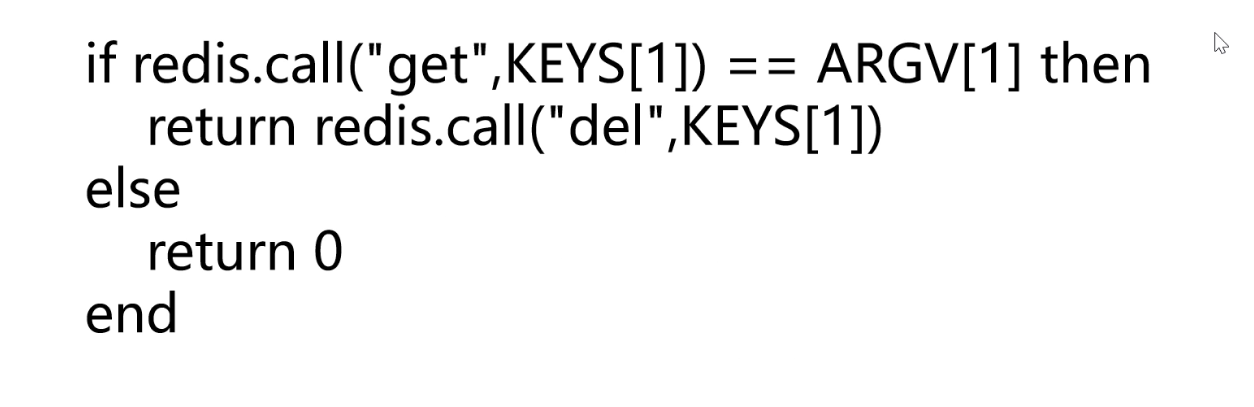 if redis.call("get",KEYS[1]) == ARGV[1] then
    return redis.call("del",KEYS[1])
else
    return 0
end